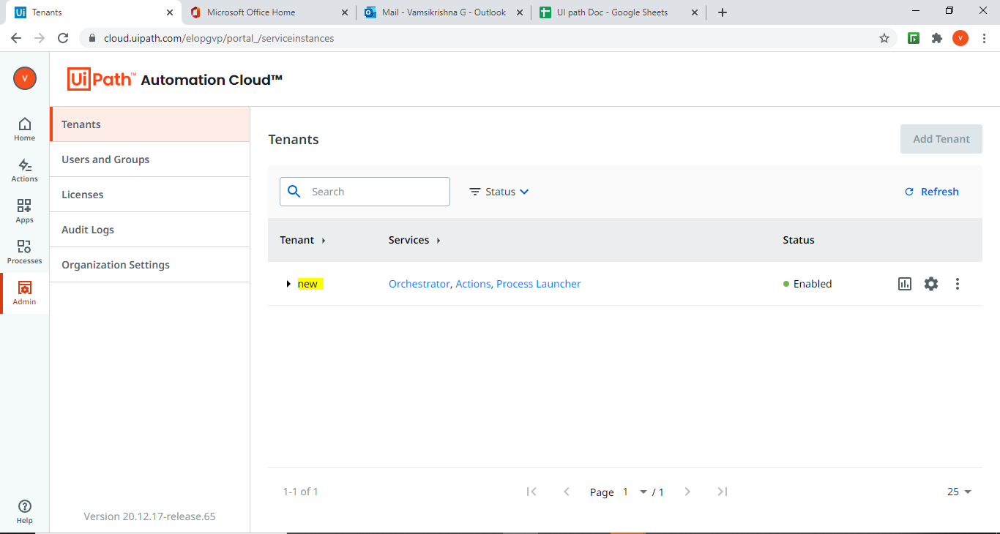 Tenants
Microsoft Office Home
Mail - Vamsikrishna G - Outlook
UI path Doc - Google Sheets
cloud.uipath.com/elopgvp/portal_/serviceinstances
V
V
UiPath™ Automation Cloud™
Home
Actions
Apps
Processes
Admin
Help
Tenants
Users and Groups
Licenses
Audit Logs
Organization Settings
Version 20.12.17-release.65
Tenants
Add Tenant
Search
Status
Refresh
Tenant Services Status
new Orchestrator, Actions, Process Launcher Enabled
1-1 of 1 Page 1 / 1 25